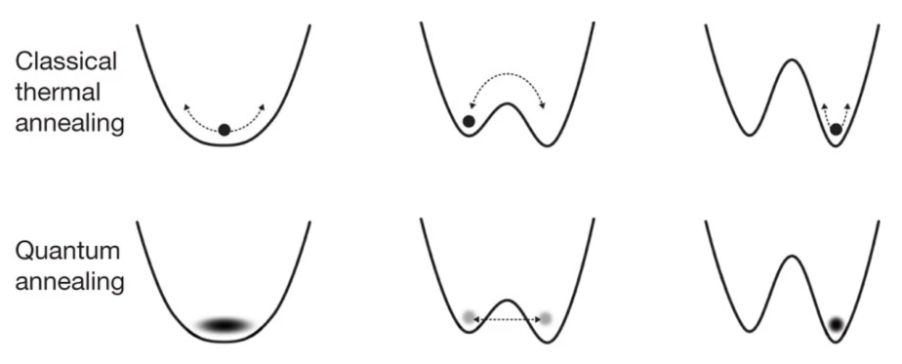 Classical
thermal
annealing
Quantum
annealing